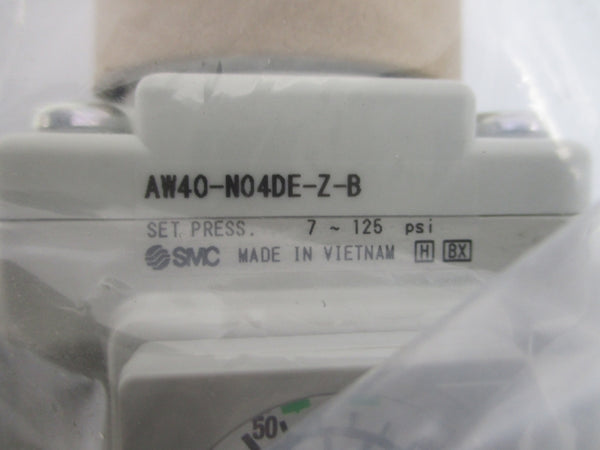 AW40-N04DE-Z-B
SET PRESS. 7 ~ 125 psi
SMC MADE IN VIETNAM H BX
50